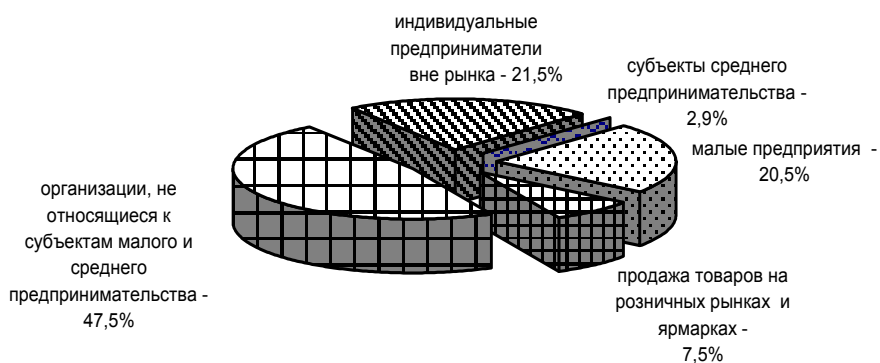 индивидуальные
предприниматели
вне рынка - 21,5%
субъекты среднего
предпринимательства -
2,9%
малые предприятия -
20,5%
организации, не
относящиеся к
субъектам малого и
среднего
предпринимательства -
47,5%
продажа товаров на
розничных рынках и
ярмарках -
7,5%